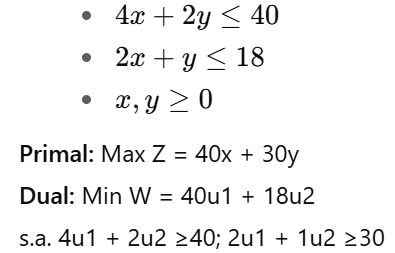 • 4x + 2y ≤ 40
• 2x + y ≤ 18
• x, y ≥ 0
Primal: Max Z = 40x + 30y
Dual: Min W = 40u1 + 18u2
s.a. 4u1 + 2u2 ≥40; 2u1 + 1u2 ≥30